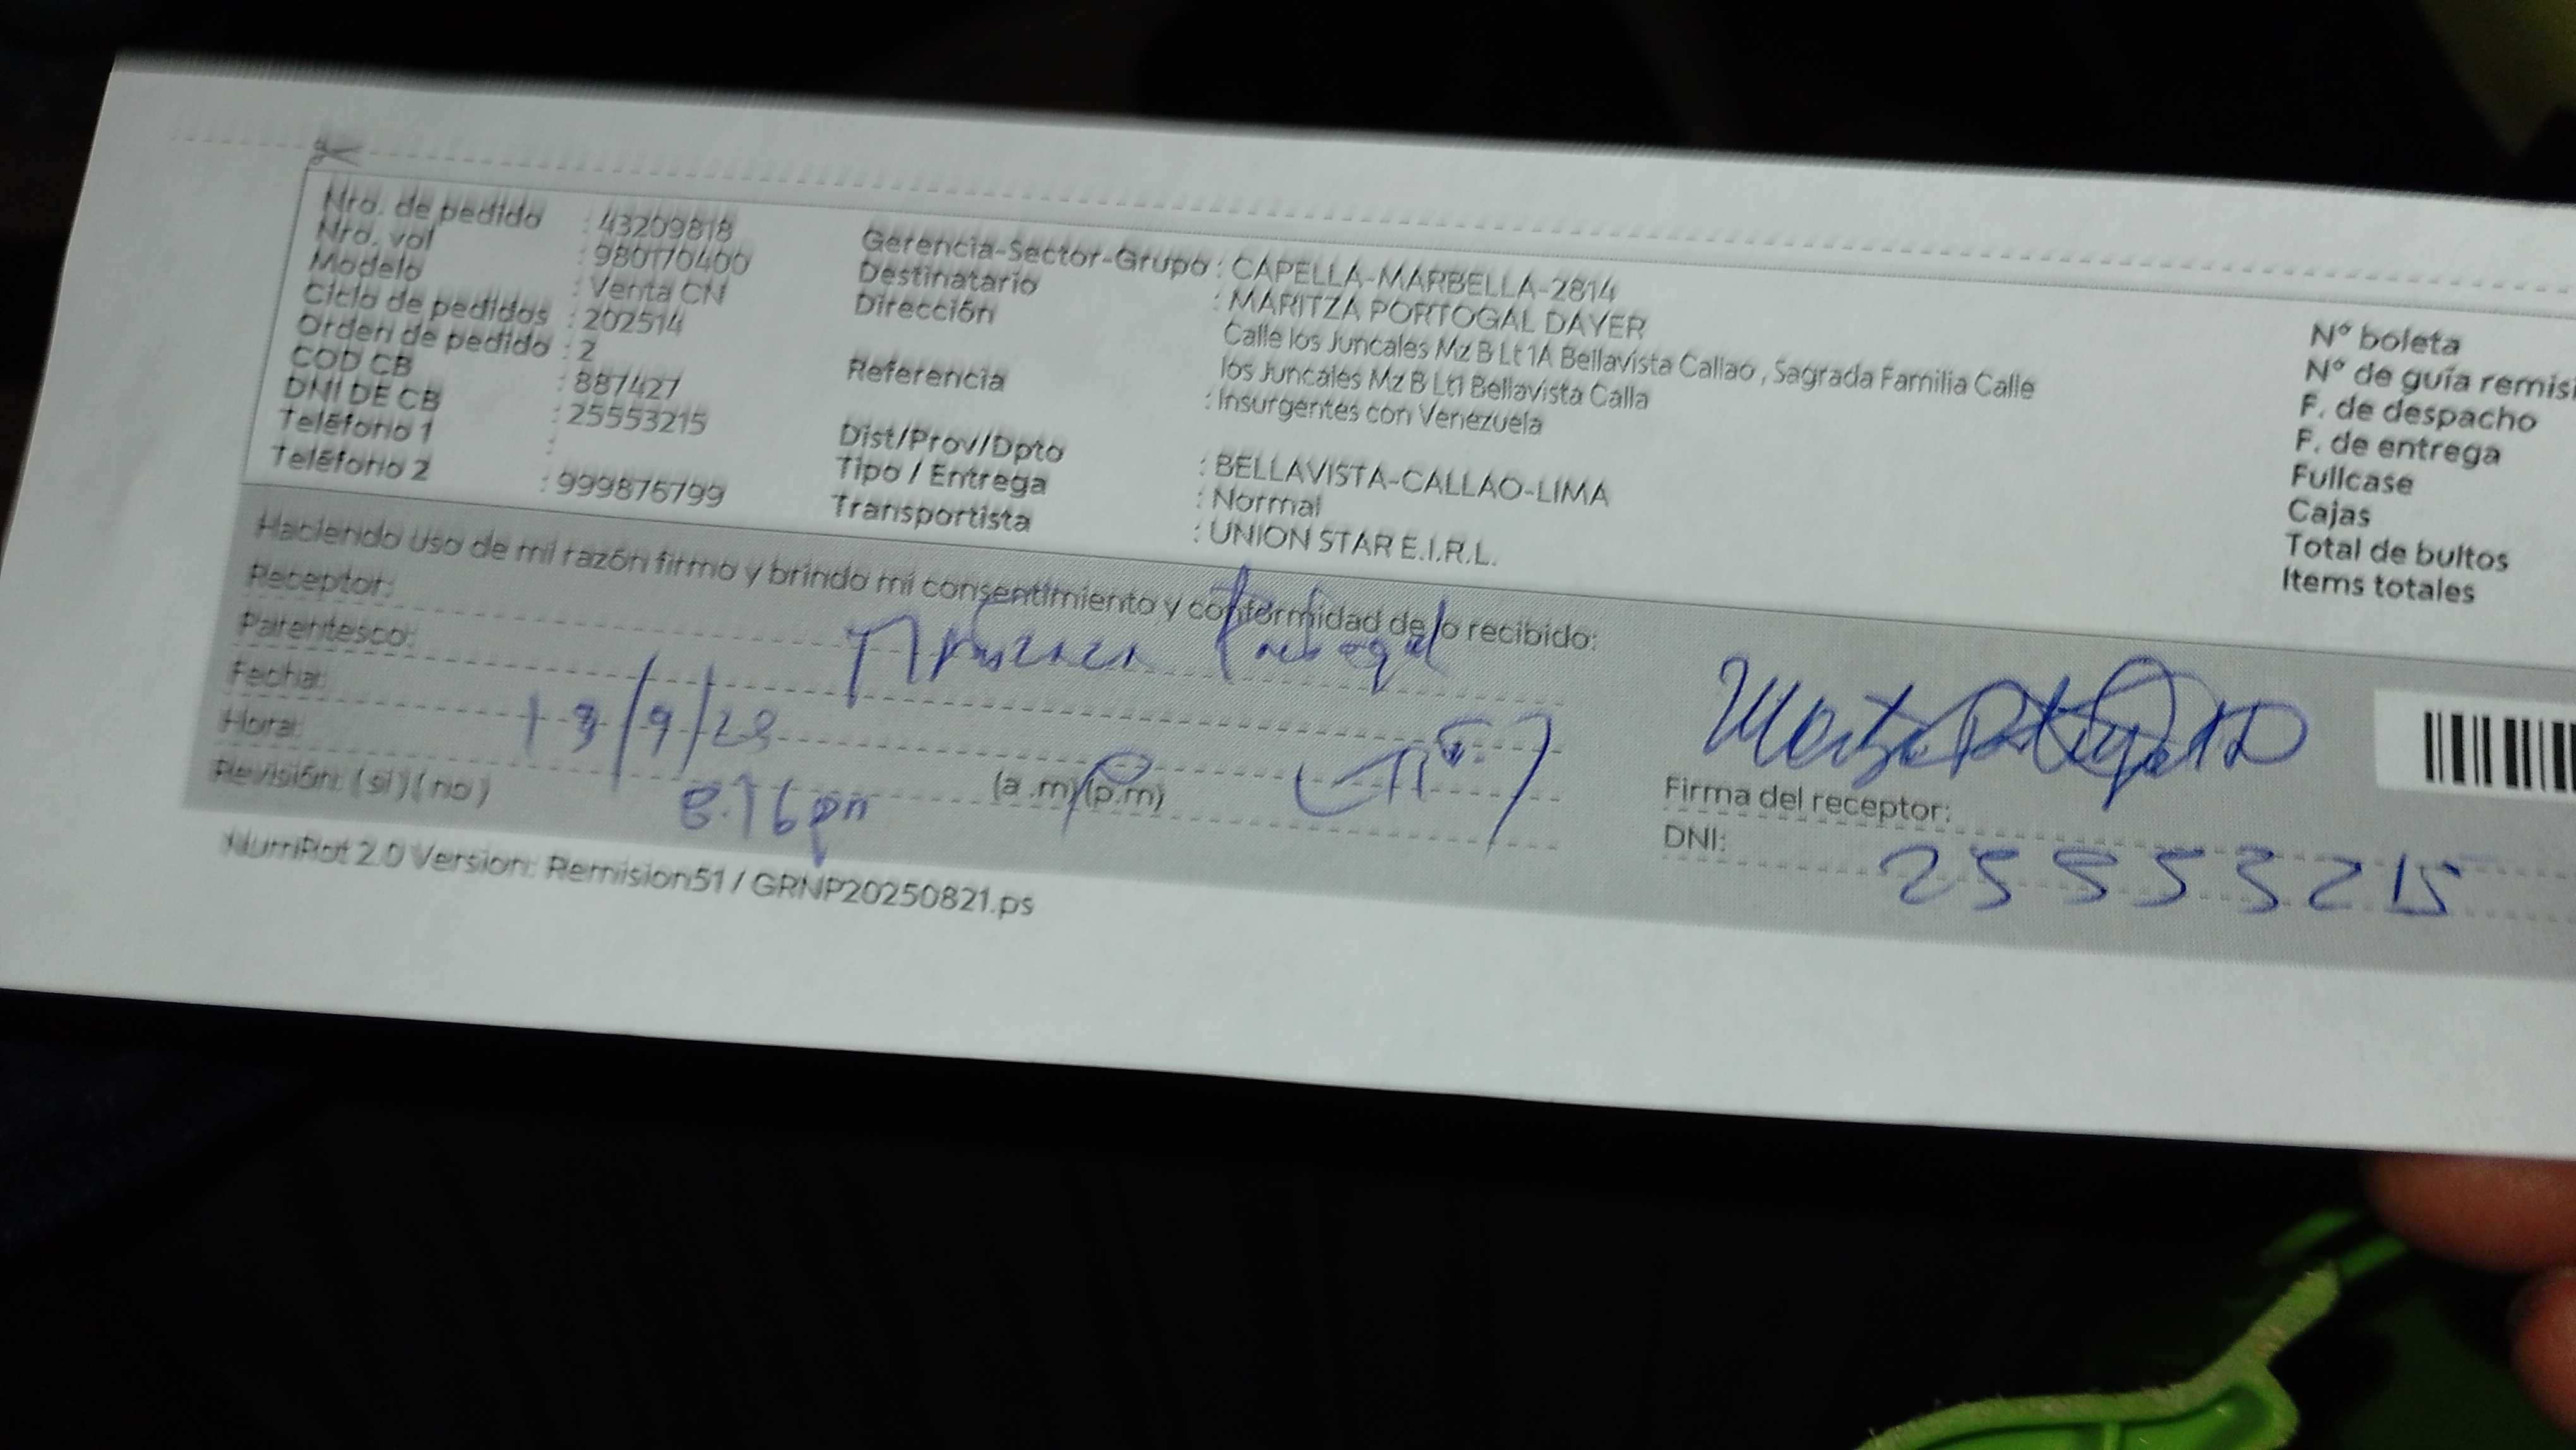 Nro. de pedido : 43209818
Nro. val : 980170400
Modelo : Venta CN
Ciclo de pedidos : 202514
Orden de pedido : 2
COD CB : 887427
DNI DE CB : 25553215
Teléfono 1 :
Teléfono 2 : 999876799
Gerencia-Sector-Grupo : CAPELLA-MARBELLA-2814
Destinatario : MARITZA PORTOGAL DAYER
Dirección Calle los Juncales Mz B Lt 1A Bellavista Callao , Sagrada Familia Calle
los Juncales Mz B Lt1 Bellavista Calla
Referencia : Insurgentes con Venezuela
Dist/Prov/Dpto : BELLAVISTA-CALLAO-LIMA
Tipo / Entrega : Normal
Transportista : UNION STAR E.I.R.L.
N° boleta
N° de guía remisi
F. de despacho
F. de entrega
Fullcase
Cajas
Total de bultos
Items totales
Haciendo uso de mi razón firmo y brindo mi consentimiento y conformidad de lo recibido:
Receptor:
Parentesco:
Fecha:
Hora: (a.m)(p.m)
Revisión: (si) (no)
Firma del receptor:
DNI: 25553215
NumRot 2.0 Version: Remision51 / GRNP20250821.ps